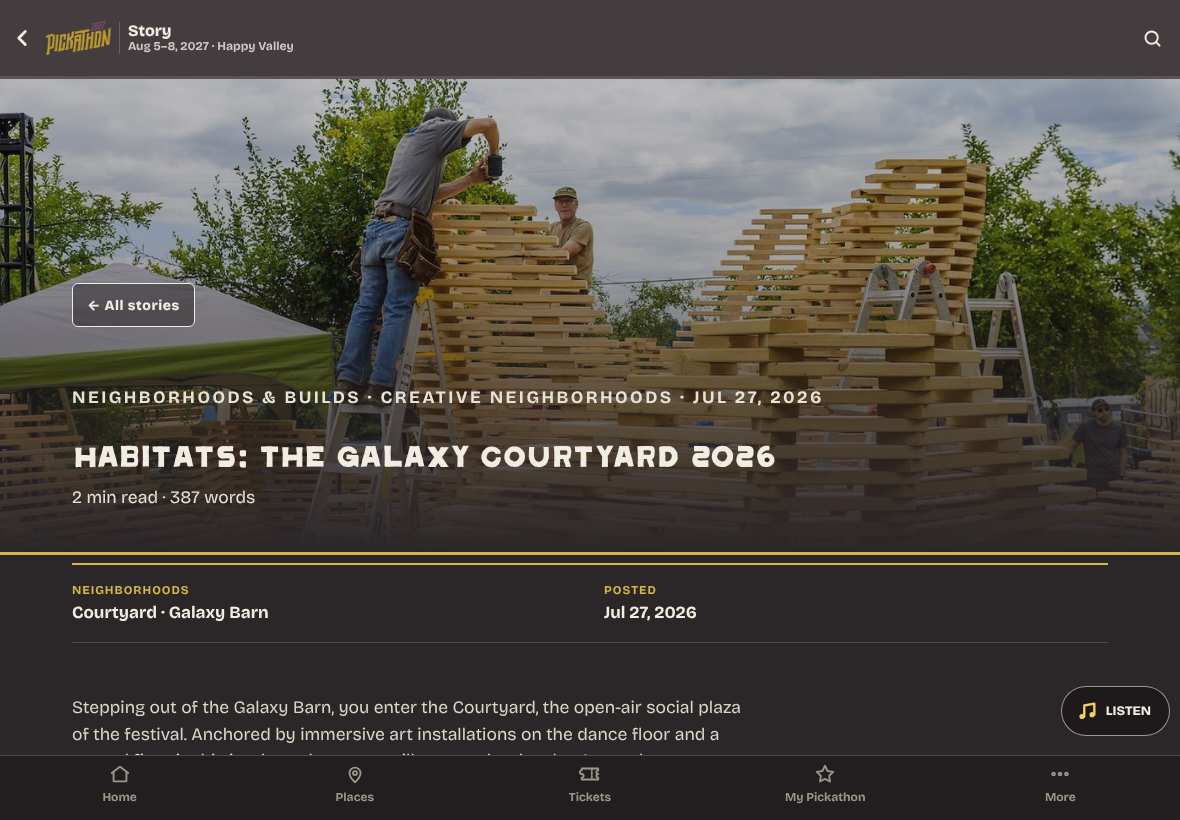 PICKATHON
Story
Aug 5–8, 2027 · Happy Valley
← All stories
NEIGHBORHOODS & BUILDS · CREATIVE NEIGHBORHOODS · JUL 27, 2026
HABITATS: THE GALAXY COURTYARD 2026
2 min read · 387 words
NEIGHBORHOODS
Courtyard · Galaxy Barn
POSTED
Jul 27, 2026
Stepping out of the Galaxy Barn, you enter the Courtyard, the open-air social plaza
of the festival. Anchored by immersive art installations on the dance floor and a
LISTEN
Home
Places
Tickets
My Pickathon
More